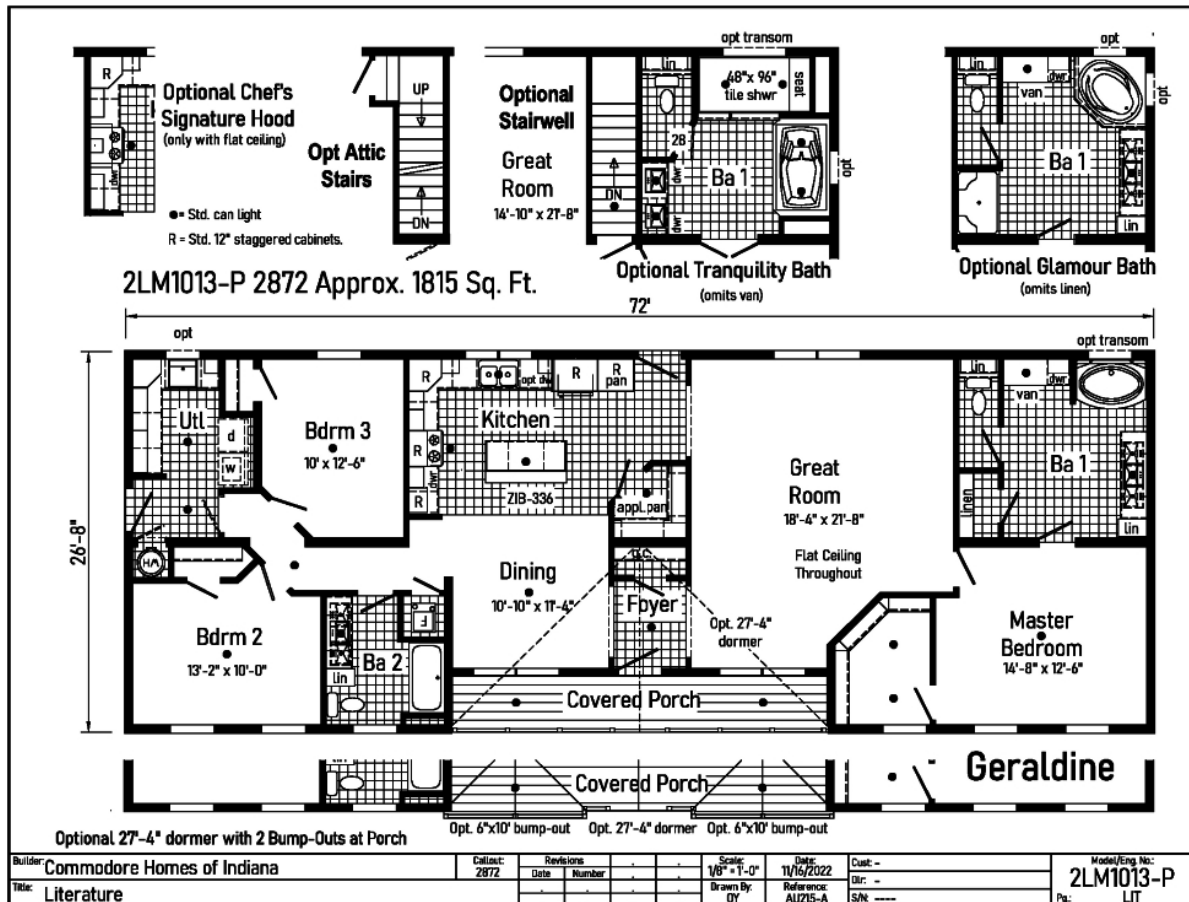 opt transom
opt
lin
48"x 96"
tile shwr
seat
28
dwr
dwr
Ba 1
opt
Optional Tranquility Bath
(omits van)
R
dwr
Optional Chef's
Signature Hood
(only with flat ceiling)
●= Std. can light
R = Std. 12" staggered cabinets.
Opt Attic
Stairs
UP
DN
Optional
Stairwell
Great
Room
14'-10" x 21'-8"
DN
lin
van
dwr
opt
Ba 1
lin
Optional Glamour Bath
(omits linen)
2LM1013-P 2872 Approx. 1815 Sq. Ft.
72'
26'-8"
opt
Utl
d
w
HW
Bdrm 3
10' x 12'-6"
R
opt dw
R
R
pan
Kitchen
R
dwr
R
ZIB-336
appl.pan
Great
Room
18'-4" x 21'-8"
Flat Ceiling
Throughout
opt transom
lin
van
dwr
Ba 1
linen
lin
Dining
10'-10" x 11'-4"
Foyer
Opt. 27'-4"
dormer
Bdrm 2
13'-2" x 10'-0"
F
Ba 2
lin
Master
Bedroom
14'-8" x 12'-6"
Covered Porch
Covered Porch
Geraldine
Opt. 6"x10' bump-out
Opt. 27'-4" dormer
Opt. 6"x10' bump-out
Optional 27'-4" dormer with 2 Bump-Outs at Porch
Builder: Commodore Homes of Indiana
Title: Literature
Callout:
2872
Revisions
Date Number
Scale:
1/8" = 1'-0"
Date:
11/16/2022
Drawn By:
DY
Reference:
AU215-A
Cust: -
Dlr: -
S/N: ----
Model/Eng. No.:
2LM1013-P
Pg.: LIT